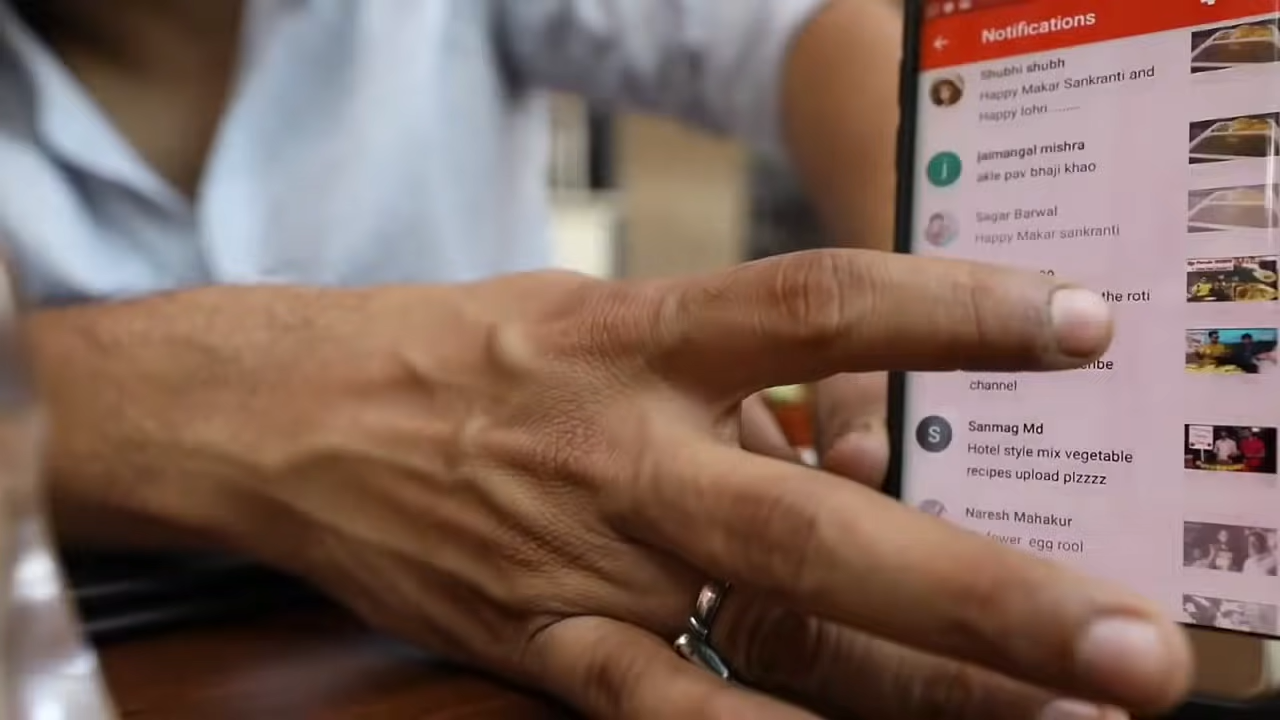 Notifications
Shubhi shubh
Happy Makar Sankranti and
Happy lohri........
jaimangal mishra
akle pav bhaji khao
Sagar Barwal
Happy Makar sankranti
the roti
channel
S
Sanmag Md
Hotel style mix vegetable
recipes upload plzzzz
Naresh Mahakur
egg rool